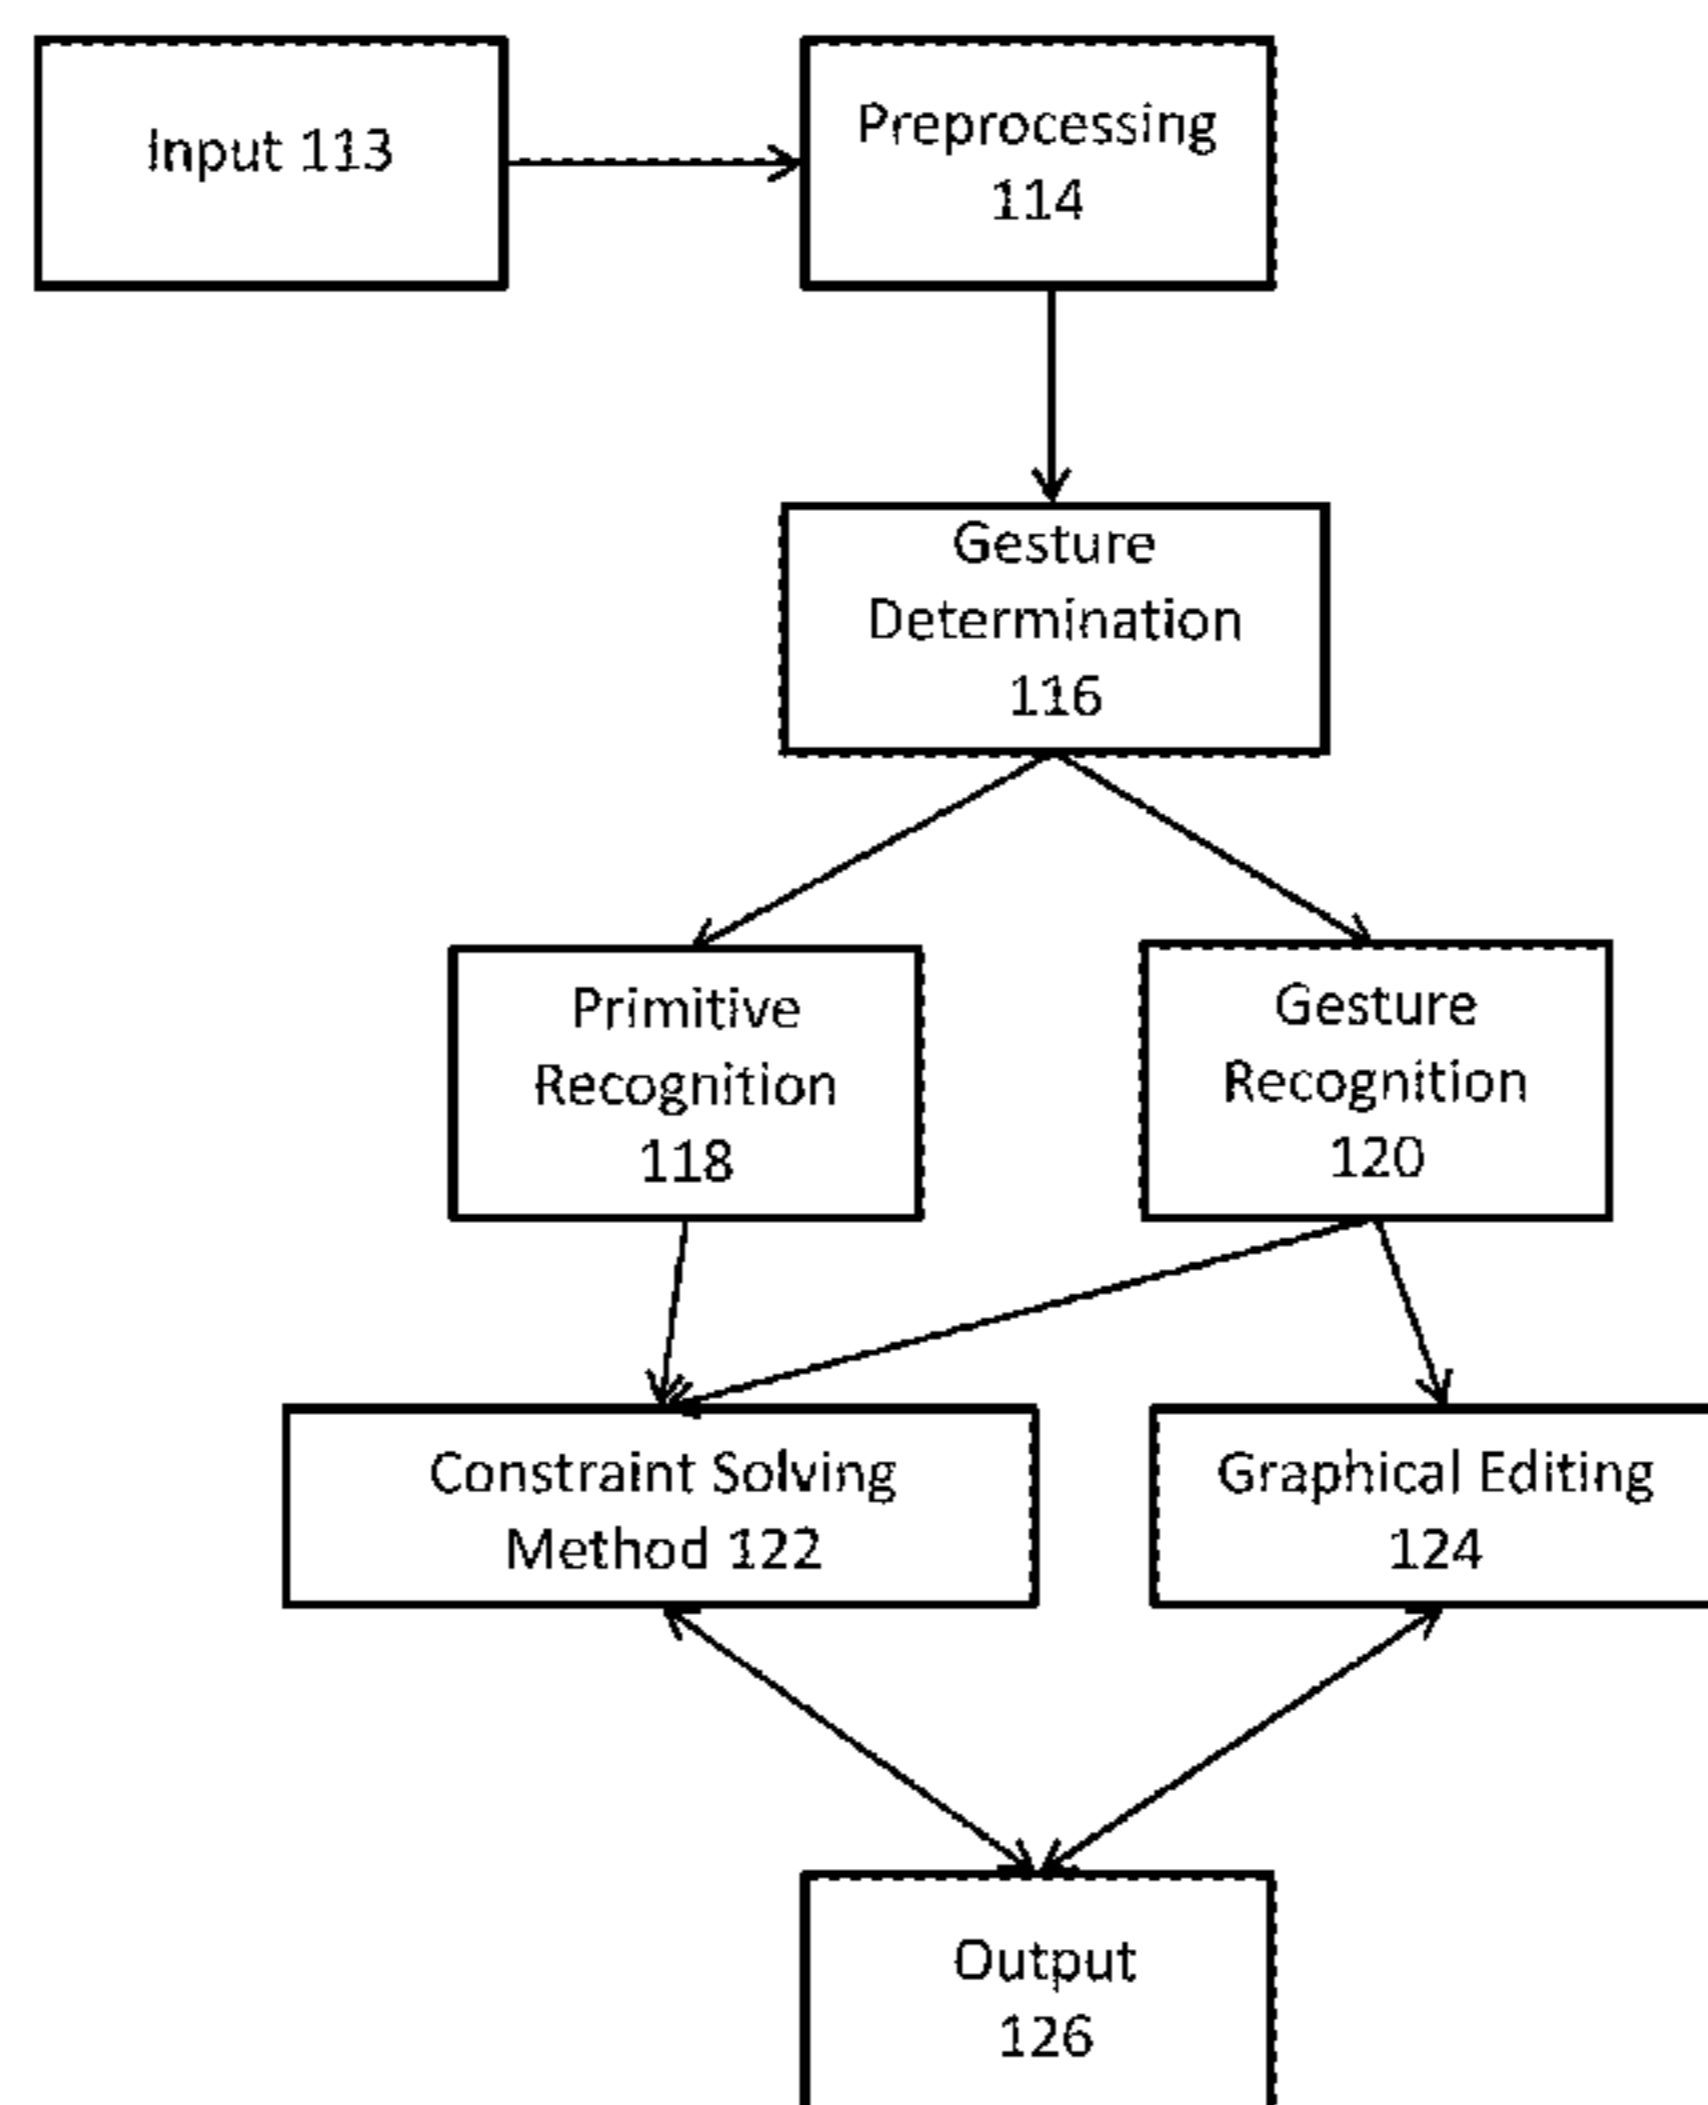 Input 113
Preprocessing
114
Gesture
Determination
116
Primitive
Recognition
118
Gesture
Recognition
120
Constraint Solving
Method 122
Graphical Editing
124
Output
126